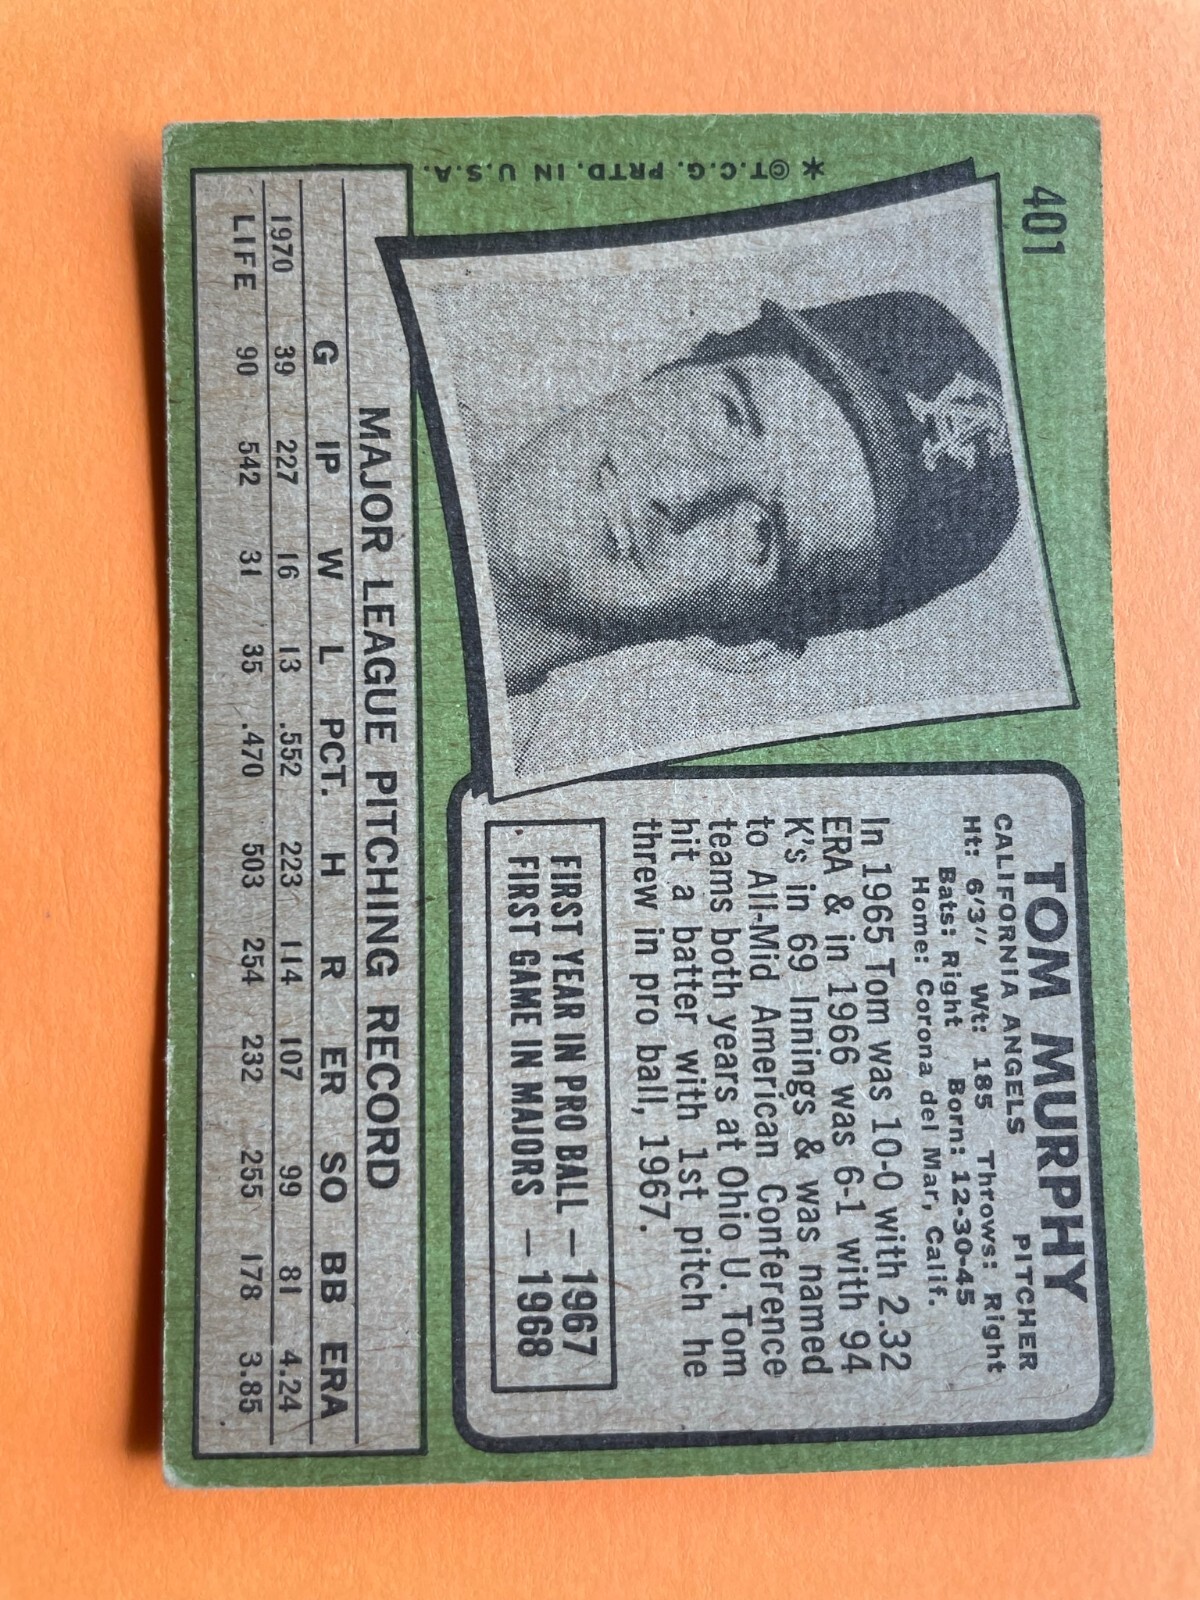 401
TOM MURPHY
CALIFORNIA ANGELS PITCHER
Ht: 6'3" Wt: 185 Throws: Right
Bats: Right Born: 12-30-45
Home: Corona del Mar, Calif.
In 1965 Tom was 10-0 with 2.32
ERA & in 1966 was 6-1 with 94
K's in 69 Innings & was named
to All-Mid American Conference
teams both years at Ohio U. Tom
hit a batter with 1st pitch he
threw in pro ball, 1967.
FIRST YEAR IN PRO BALL — 1967
FIRST GAME IN MAJORS — 1968
* ©T.C.G. PRTD. IN U.S.A.
MAJOR LEAGUE PITCHING RECORD
G IP W L PCT. H R ER SO BB ERA
1970 39 227 16 13 .552 223 114 107 99 81 4.24
LIFE 90 542 31 35 .470 503 254 232 255 178 3.85